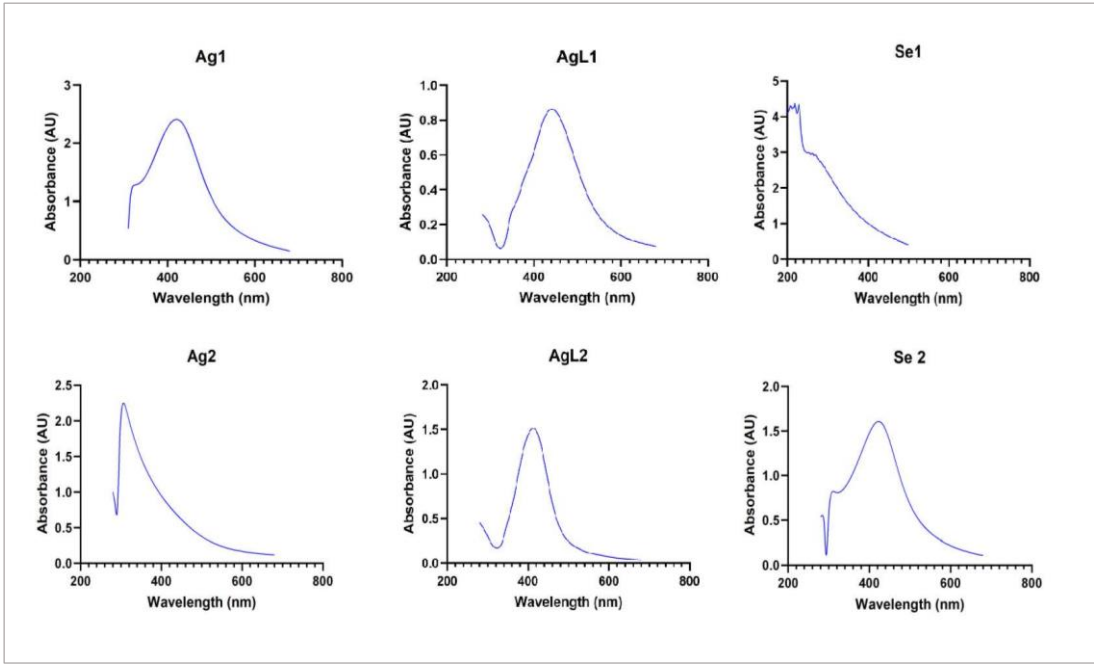 Ag1
3
2
1
0
Absorbance (AU)
200 400 600 800
Wavelength (nm)
AgL1
1.0
0.8
0.6
0.4
0.2
0.0
Absorbance (AU)
200 400 600 800
Wavelength (nm)
Se1
5
4
3
2
1
0
Absorbance (AU)
200 400 600 800
Wavelength (nm)
Ag2
2.5
2.0
1.5
1.0
0.5
0.0
Absorbance (AU)
200 400 600 800
Wavelength (nm)
AgL2
2.0
1.5
1.0
0.5
0.0
Absorbance (AU)
200 400 600 800
Wavelength (nm)
Se 2
2.0
1.5
1.0
0.5
0.0
Absorbance (AU)
200 400 600 800
Wavelength (nm)